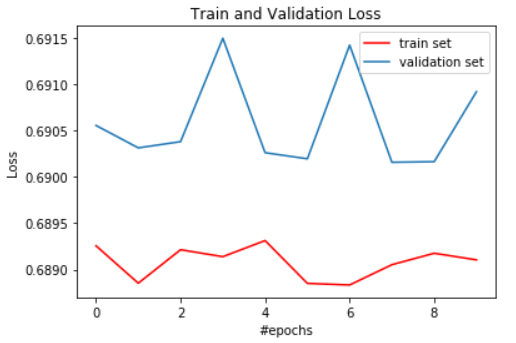 Train and Validation Loss
train set
validation set
0.6915
0.6910
0.6905
0.6900
0.6895
0.6890
Loss
0 2 4 6 8
#epochs